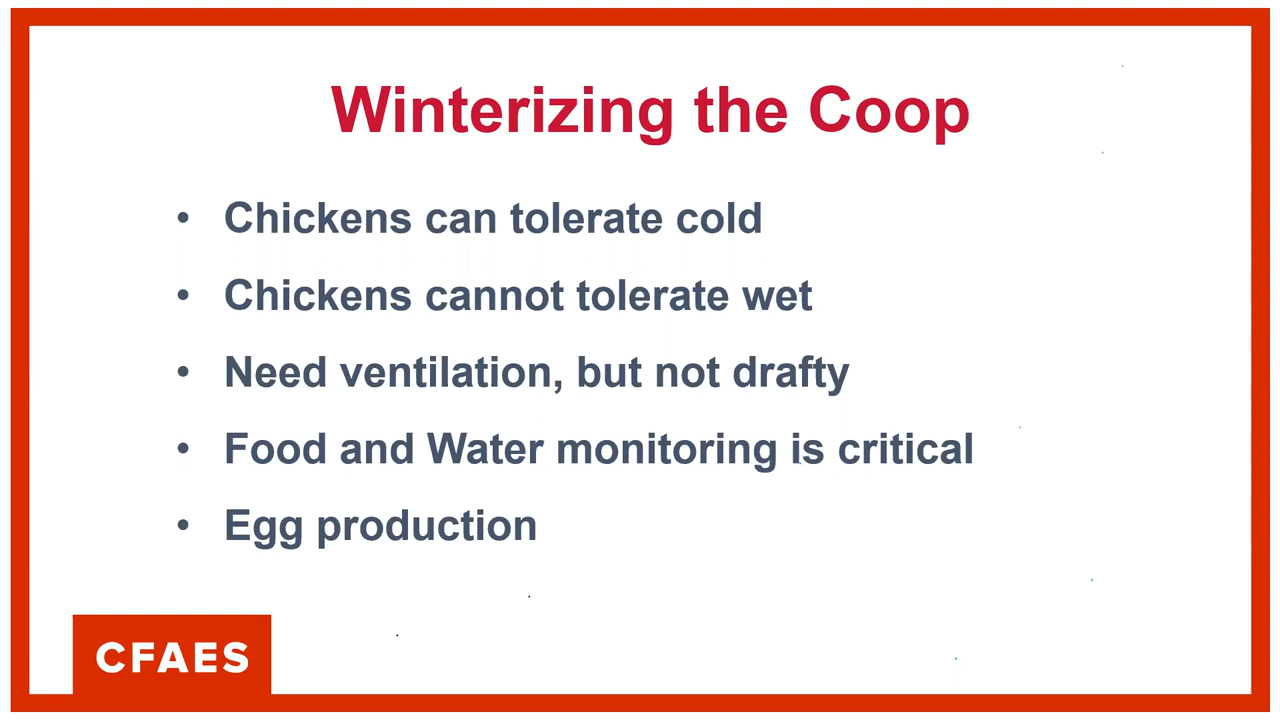 Winterizing the Coop
• Chickens can tolerate cold
• Chickens cannot tolerate wet
• Need ventilation, but not drafty
• Food and Water monitoring is critical
• Egg production
CFAES